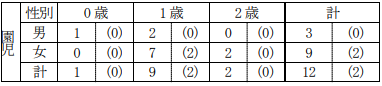 園児
性別 0歳 1歳 2歳 計
男 1 (0) 2 (0) 0 (0) 3 (0)
女 0 (0) 7 (2) 2 (0) 9 (2)
計 1 (0) 9 (2) 2 (0) 12 (2)